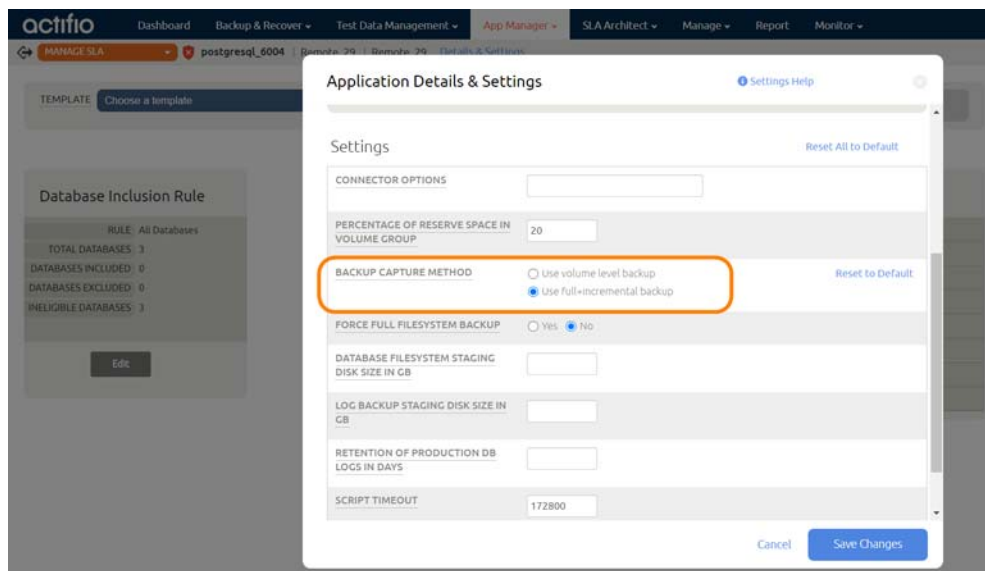 actifio Dashboard Backup & Recover Test Data Management App Manager SLA Architect Manage Report Monitor
MANAGE SLA postgresql_6004 | Remote_29 | Remote_29 Details & Settings
Application Details & Settings Settings Help
TEMPLATE Choose a template
Settings Reset All to Default
CONNECTOR OPTIONS
Database Inclusion Rule
RULE All Databases
TOTAL DATABASES 3
DATABASES INCLUDED 0
DATABASES EXCLUDED 0
INELIGIBLE DATABASES 3
Edit
PERCENTAGE OF RESERVE SPACE IN
VOLUME GROUP
20
BACKUP CAPTURE METHOD Use volume level backup Reset to Default
Use full+incremental backup
FORCE FULL FILESYSTEM BACKUP Yes No
DATABASE FILESYSTEM STAGING
DISK SIZE IN GB
LOG BACKUP STAGING DISK SIZE IN
GB
RETENTION OF PRODUCTION DB
LOGS IN DAYS
SCRIPT TIMEOUT 172800
Cancel Save Changes